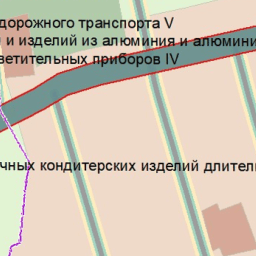 дорожного транспорта V
и изделий из алюминия и алюмини
ветительных приборов IV
чных кондитерских изделий длител